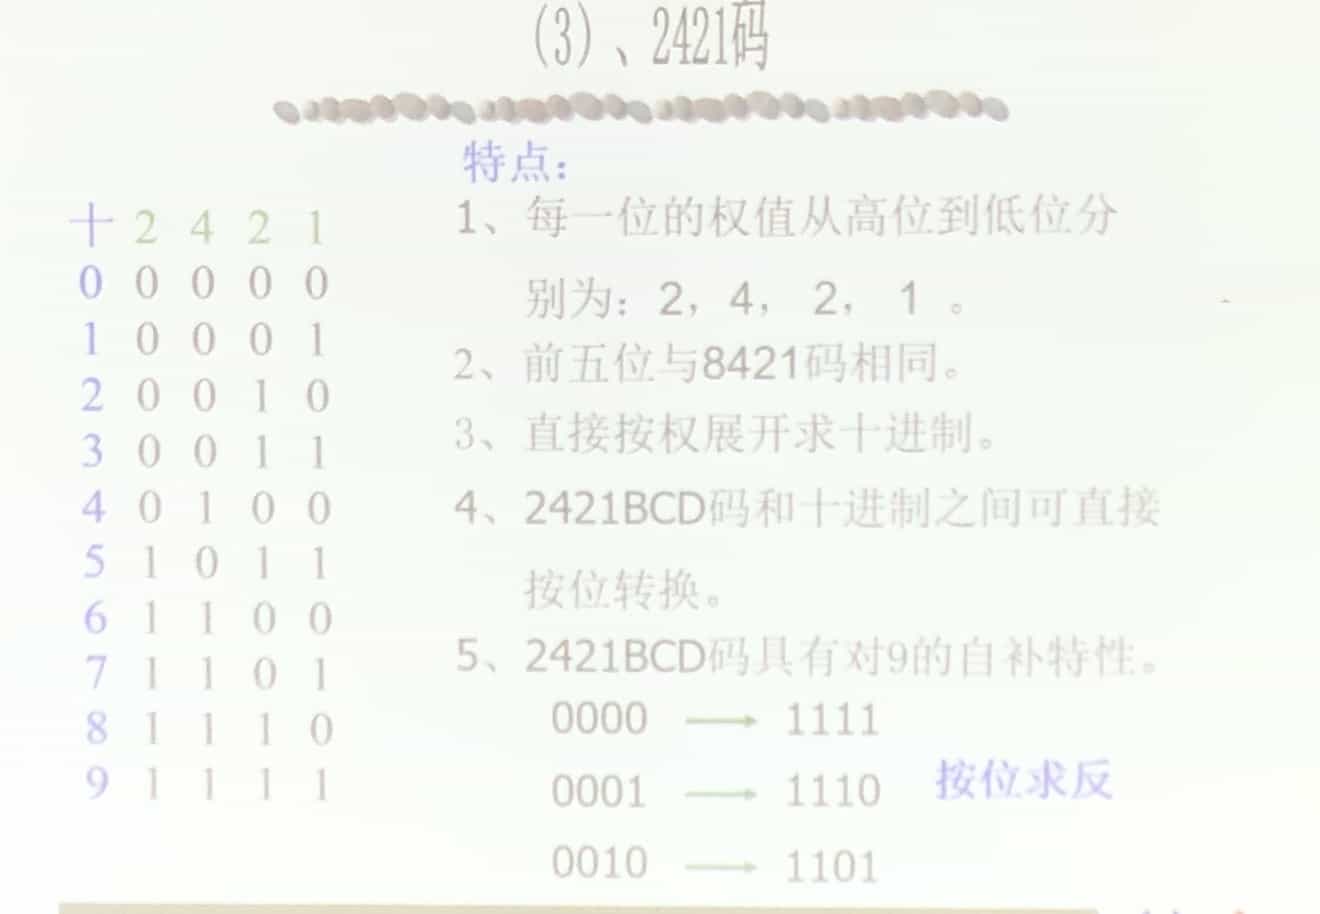 （3）、2421码
特点：
十 2 4 2 1
0 0 0 0 0
1 0 0 0 1
2 0 0 1 0
3 0 0 1 1
4 0 1 0 0
5 1 0 1 1
6 1 1 0 0
7 1 1 0 1
8 1 1 1 0
9 1 1 1 1
1、每一位的权值从高位到低位分
别为：2，4， 2， 1 。
2、前五位与8421码相同。
3、直接按权展开求十进制。
4、2421BCD码和十进制之间可直接
按位转换。
5、2421BCD码具有对9的自补特性。
0000 → 1111
0001 → 1110
按位求反
0010 → 1101